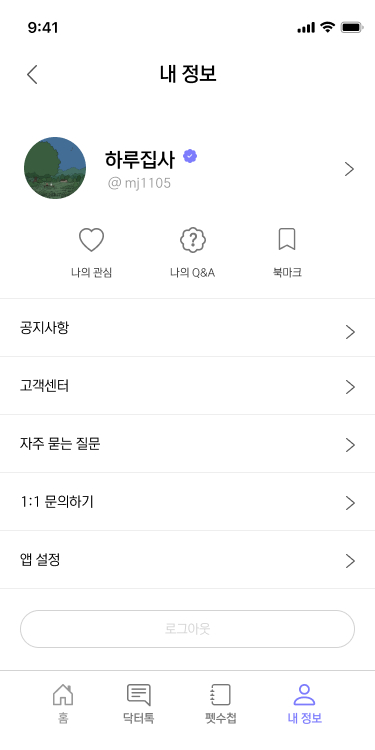 9:41
내 정보
하루집사
@ mj1105
나의 관심
나의 Q&A
북마크
공지사항
고객센터
자주 묻는 질문
1:1 문의하기
앱 설정
로그아웃
홈
닥터톡
펫수첩
내 정보